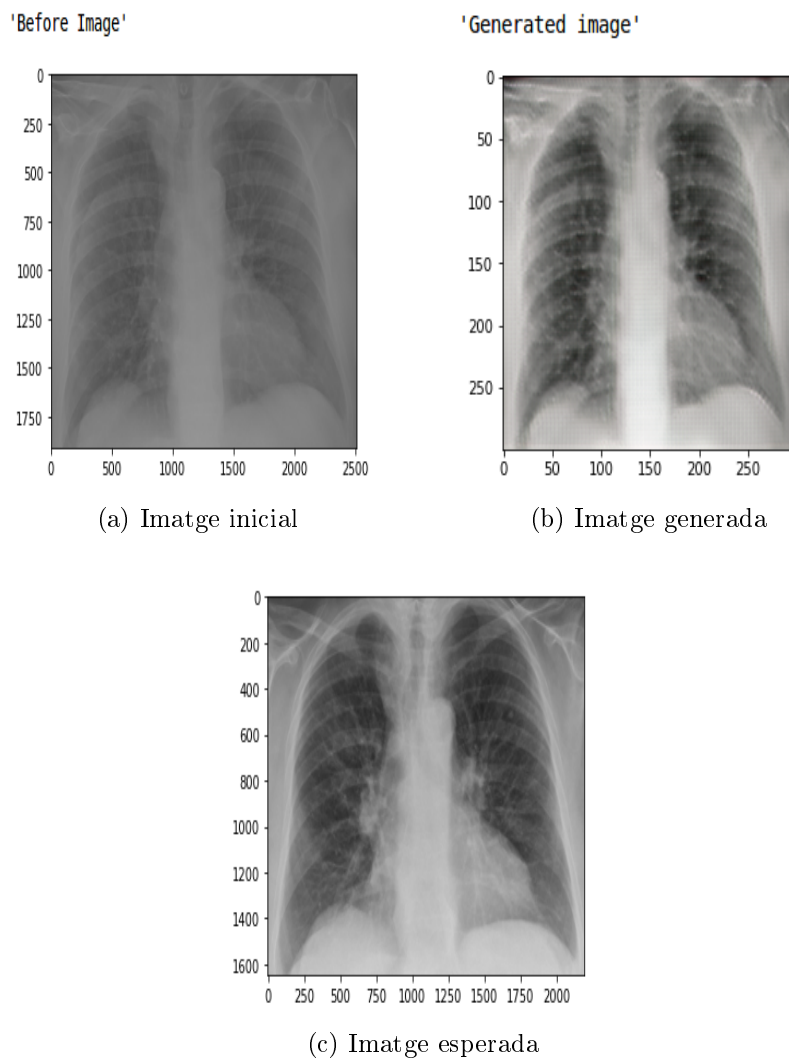 'Before Image'
0
250
500
750
1000
1250
1500
1750
0 500 1000 1500 2000 2500
(a) Imatge inicial
'Generated image'
0
50
100
150
200
250
0 50 100 150 200 250
(b) Imatge generada
0
200
400
600
800
1000
1200
1400
1600
0 250 500 750 1000 1250 1500 1750 2000
(c) Imatge esperada